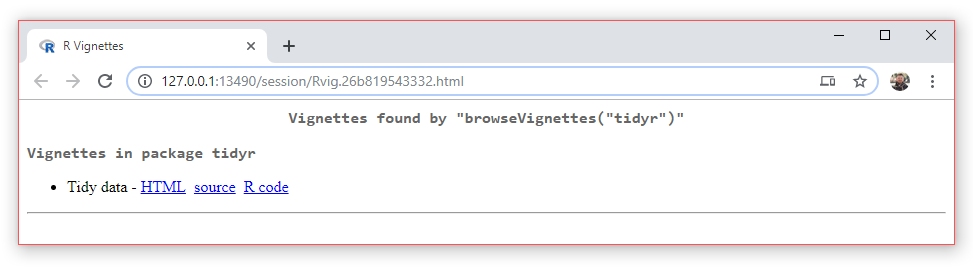 R Vignettes
127.0.0.1:13490/session/Rvig.26b819543332.html
Vignettes found by "browseVignettes("tidyr")"
Vignettes in package tidyr
• Tidy data - HTML source R code